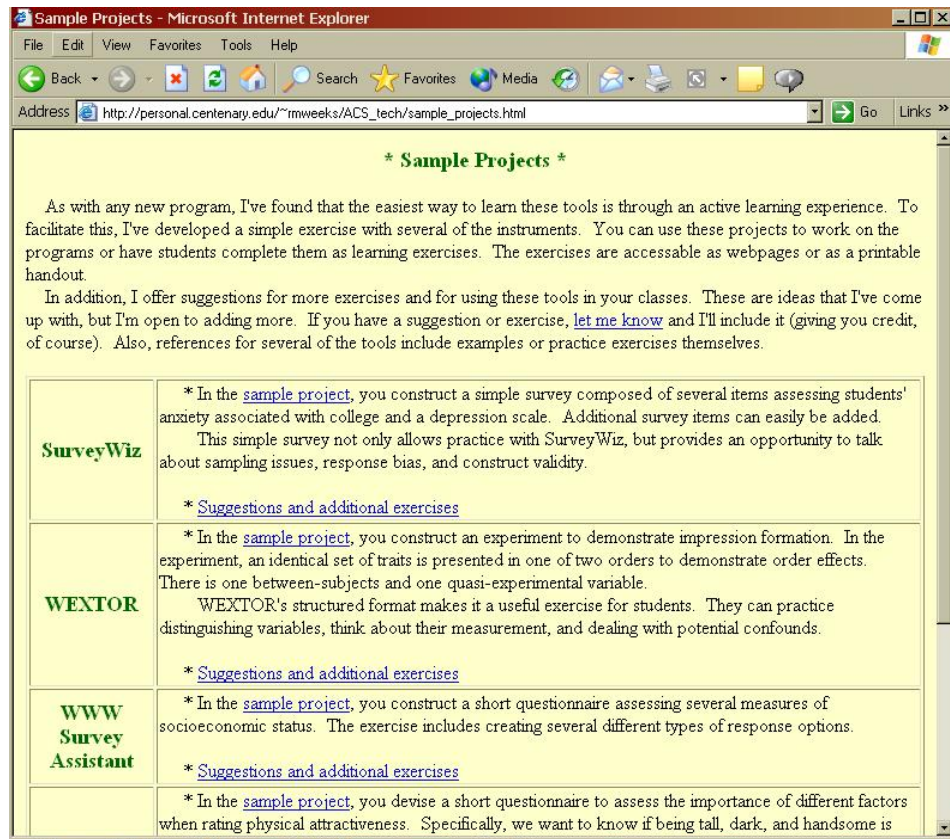 Sample Projects - Microsoft Internet Explorer
File Edit View Favorites Tools Help
Back Search Favorites Media
Address http://personal.centenary.edu/~rmweeks/ACS_tech/sample_projects.html Go Links »
* Sample Projects *
As with any new program, I've found that the easiest way to learn these tools is through an active learning experience. To
facilitate this, I've developed a simple exercise with several of the instruments. You can use these projects to work on the
programs or have students complete them as learning exercises. The exercises are accessable as webpages or as a printable
handout.
In addition, I offer suggestions for more exercises and for using these tools in your classes. These are ideas that I've come
up with, but I'm open to adding more. If you have a suggestion or exercise, let me know and I'll include it (giving you credit,
of course). Also, references for several of the tools include examples or practice exercises themselves.
SurveyWiz
* In the sample project, you construct a simple survey composed of several items assessing students'
anxiety associated with college and a depression scale. Additional survey items can easily be added.
This simple survey not only allows practice with SurveyWiz, but provides an opportunity to talk
about sampling issues, response bias, and construct validity.
* Suggestions and additional exercises
WEXTOR
* In the sample project, you construct an experiment to demonstrate impression formation. In the
experiment, an identical set of traits is presented in one of two orders to demonstrate order effects.
There is one between-subjects and one quasi-experimental variable.
WEXTOR's structured format makes it a useful exercise for students. They can practice
distinguishing variables, think about their measurement, and dealing with potential confounds.
* Suggestions and additional exercises
WWW
Survey
Assistant
* In the sample project, you construct a short questionnaire assessing several measures of
socioeconomic status. The exercise includes creating several different types of response options.
* Suggestions and additional exercises
* In the sample project, you devise a short questionnaire to assess the importance of different factors
when rating physical attractiveness. Specifically, we want to know if being tall, dark, and handsome is